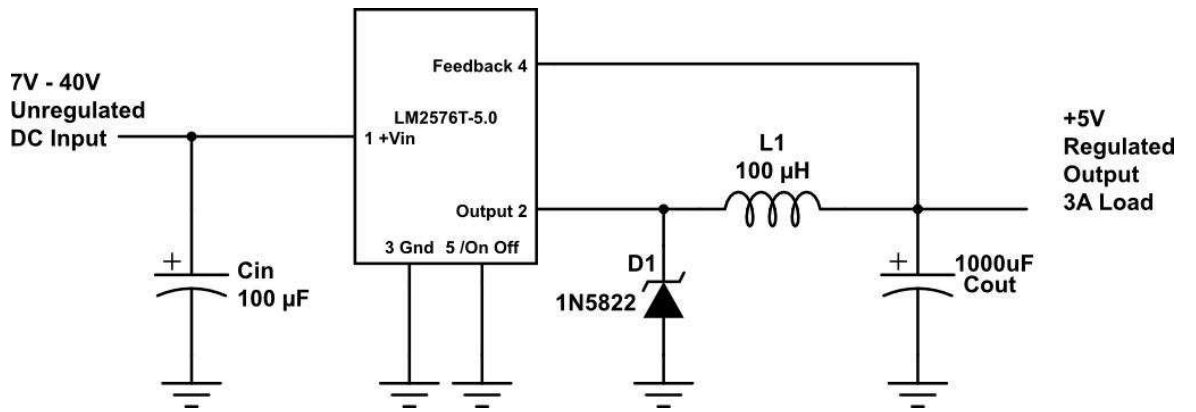 7V - 40V
Unregulated
DC Input
Feedback 4
LM2576T-5.0
1 +Vin
Output 2
3 Gnd 5 /On Off
Cin
100 µF
D1
1N5822
L1
100 µH
1000uF
Cout
+5V
Regulated
Output
3A Load